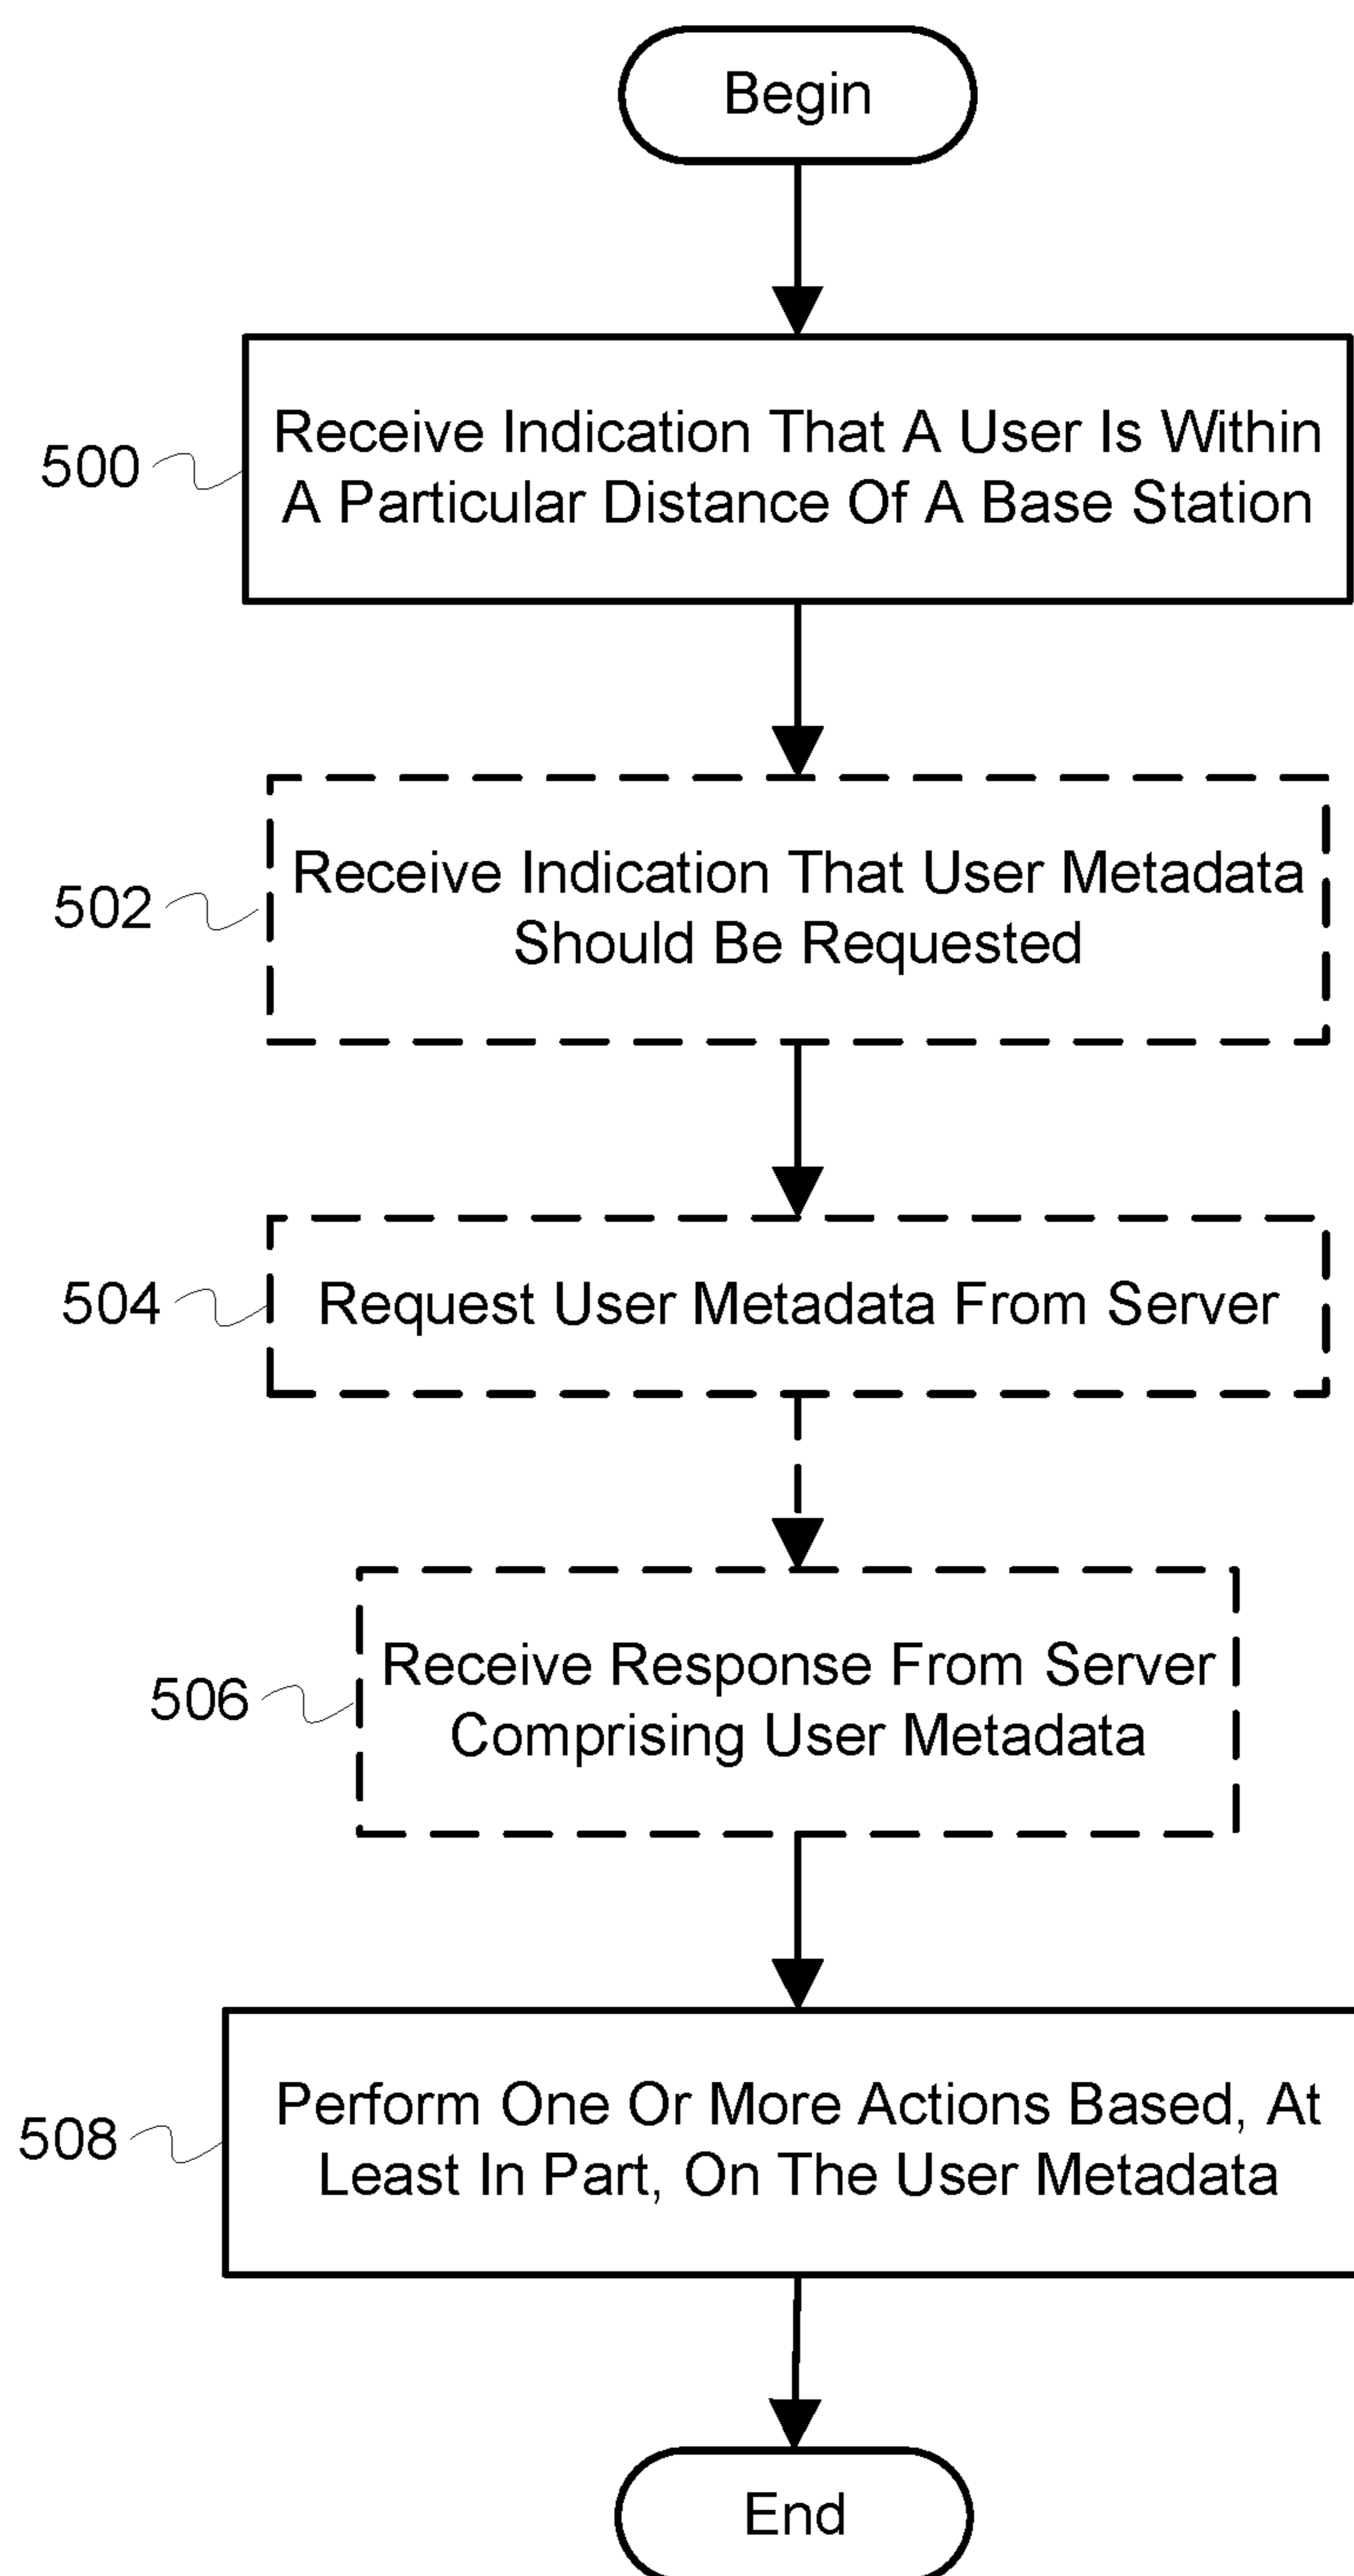 Begin
500
Receive Indication That A User Is Within
A Particular Distance Of A Base Station
502
Receive Indication That User Metadata
Should Be Requested
504
Request User Metadata From Server
506
Receive Response From Server
Comprising User Metadata
508
Perform One Or More Actions Based, At
Least In Part, On The User Metadata
End